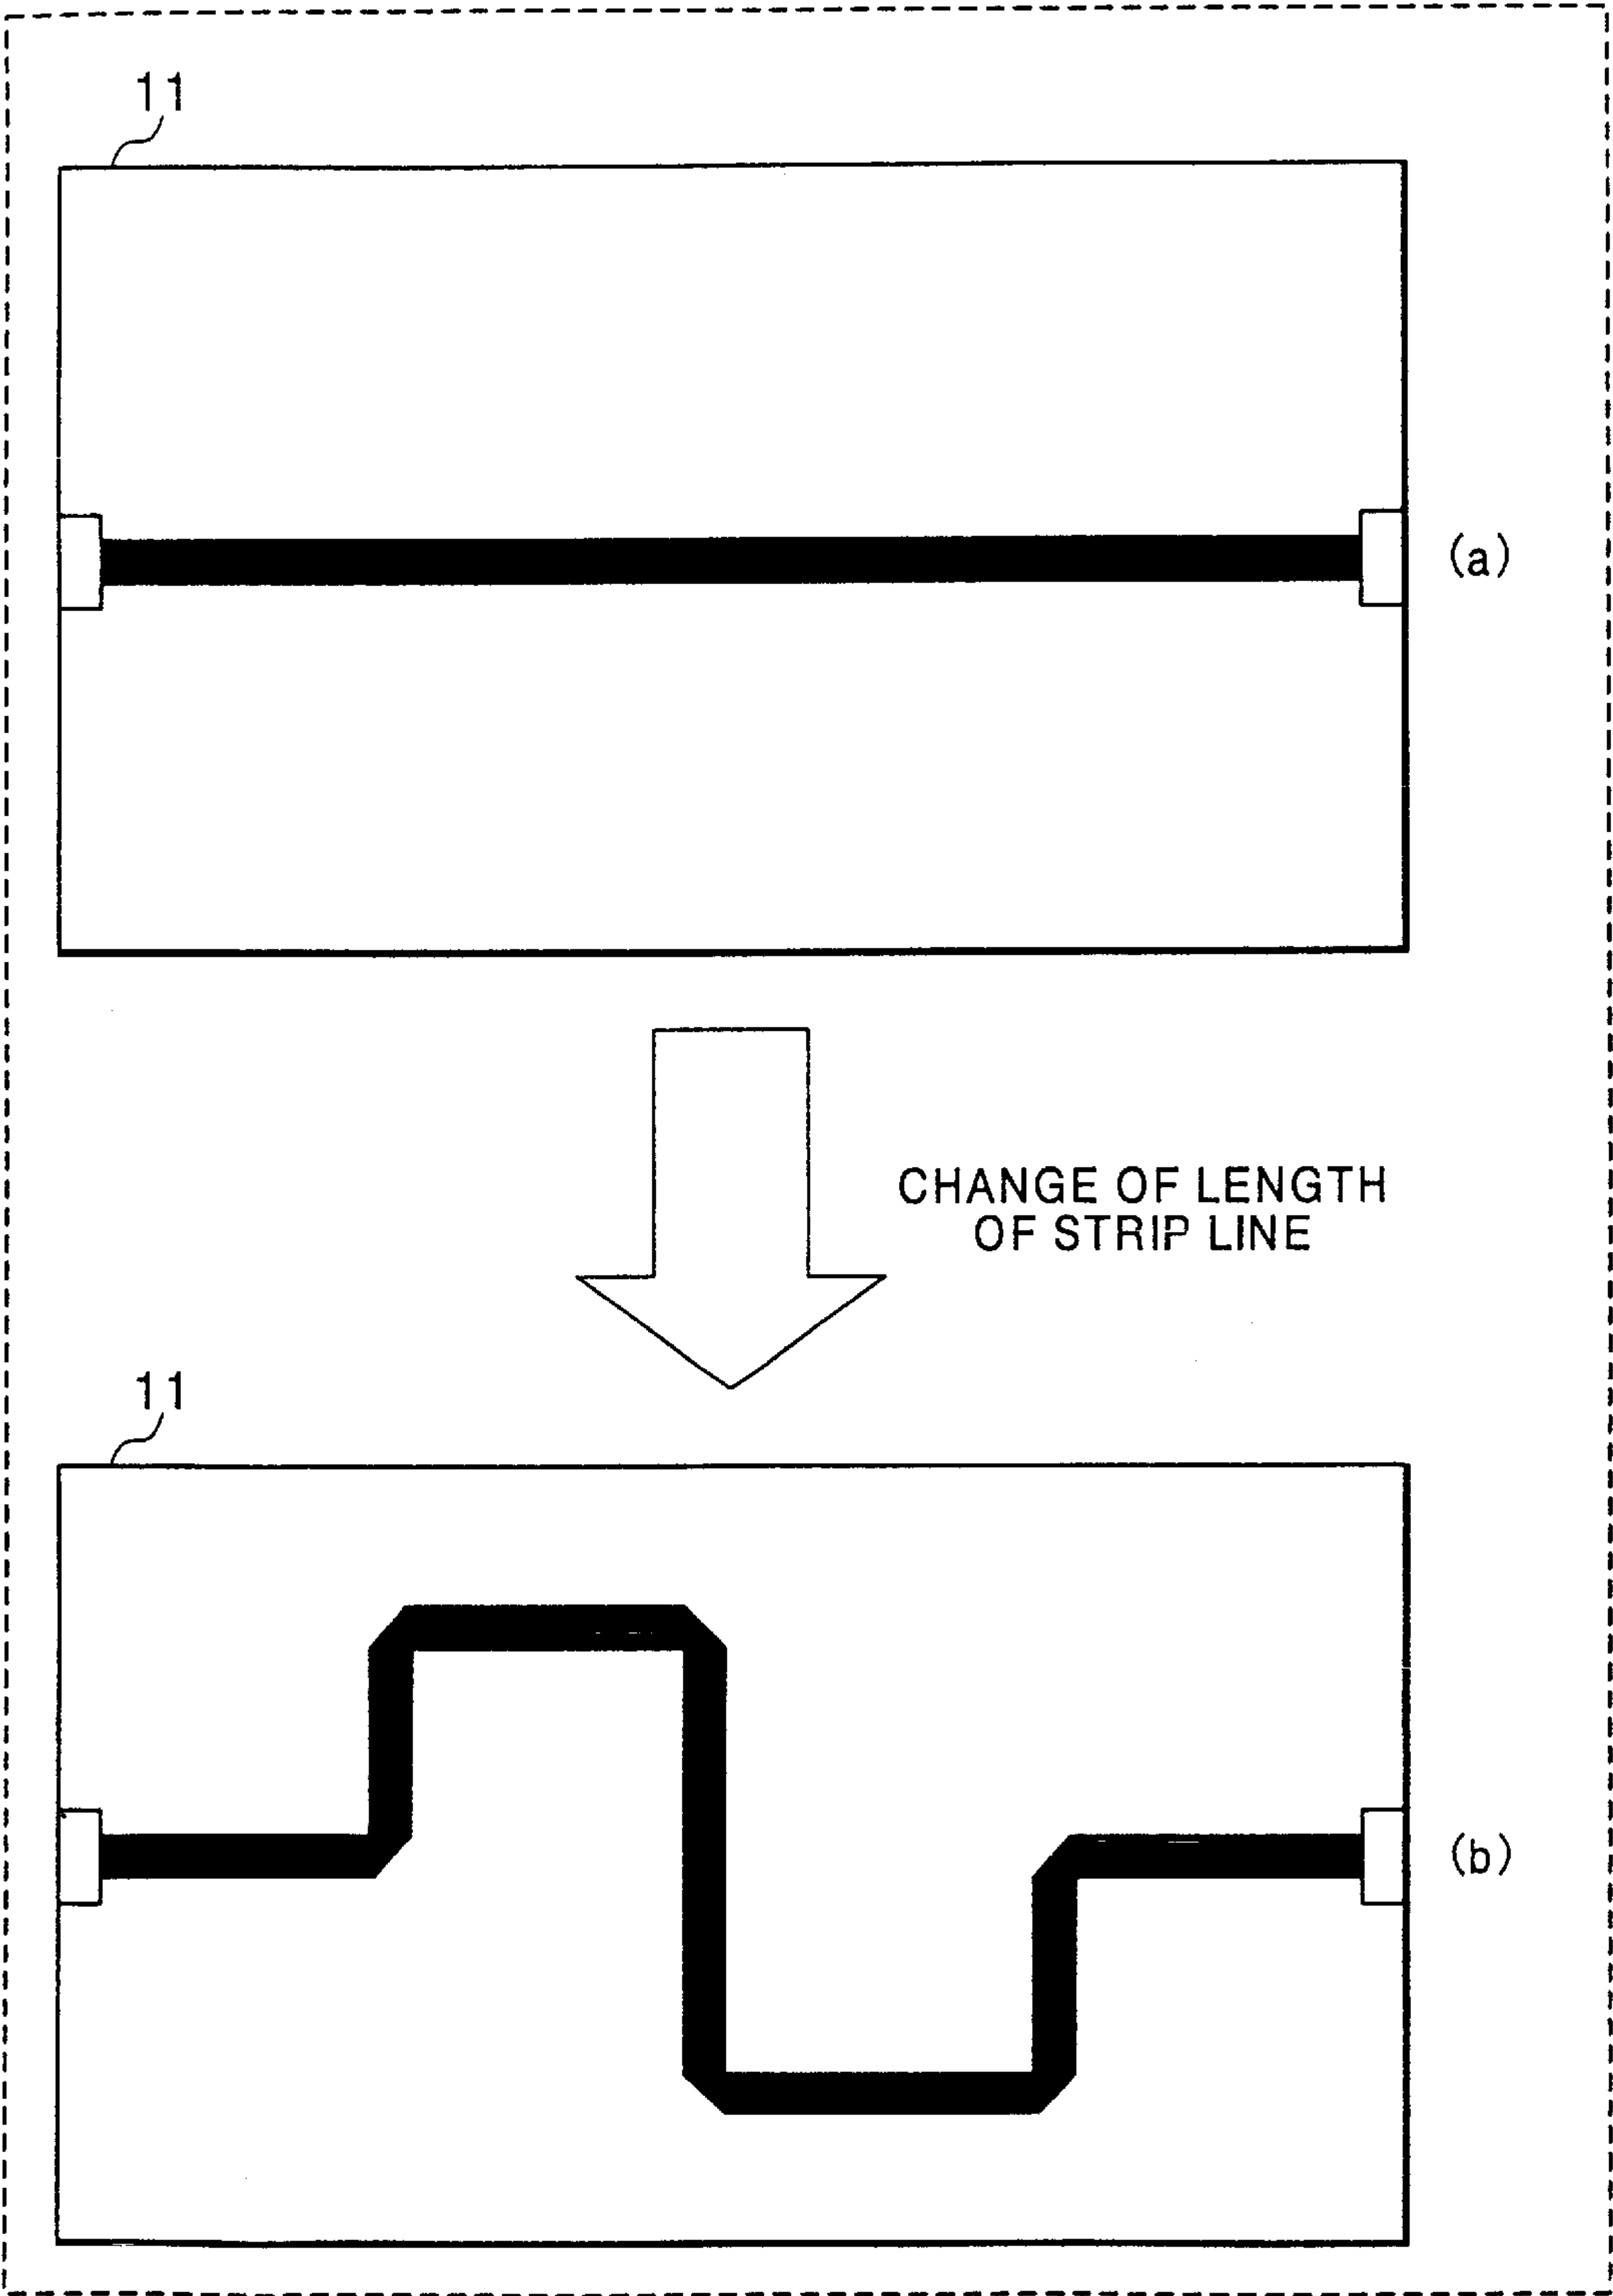 11
(a)
CHANGE OF LENGTH
OF STRIP LINE
11
(b)